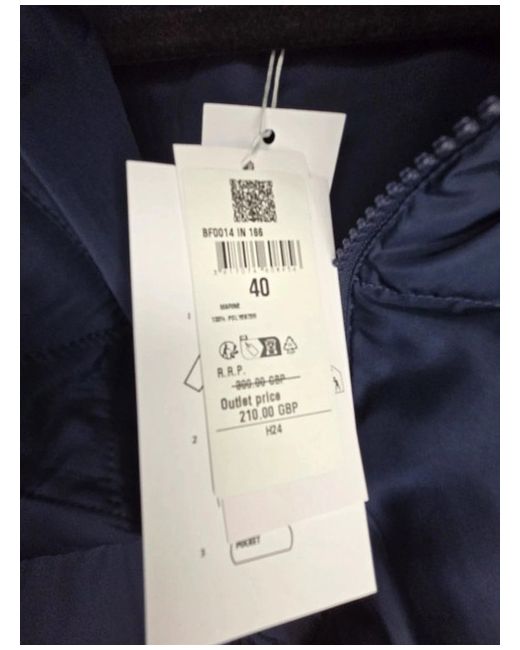 BF0014 IN 166
40
MARINE
100% POLYESTER
R.R.P.
300.00 GBP
Outlet price
210.00 GBP
H24
1
2
3
POCKET